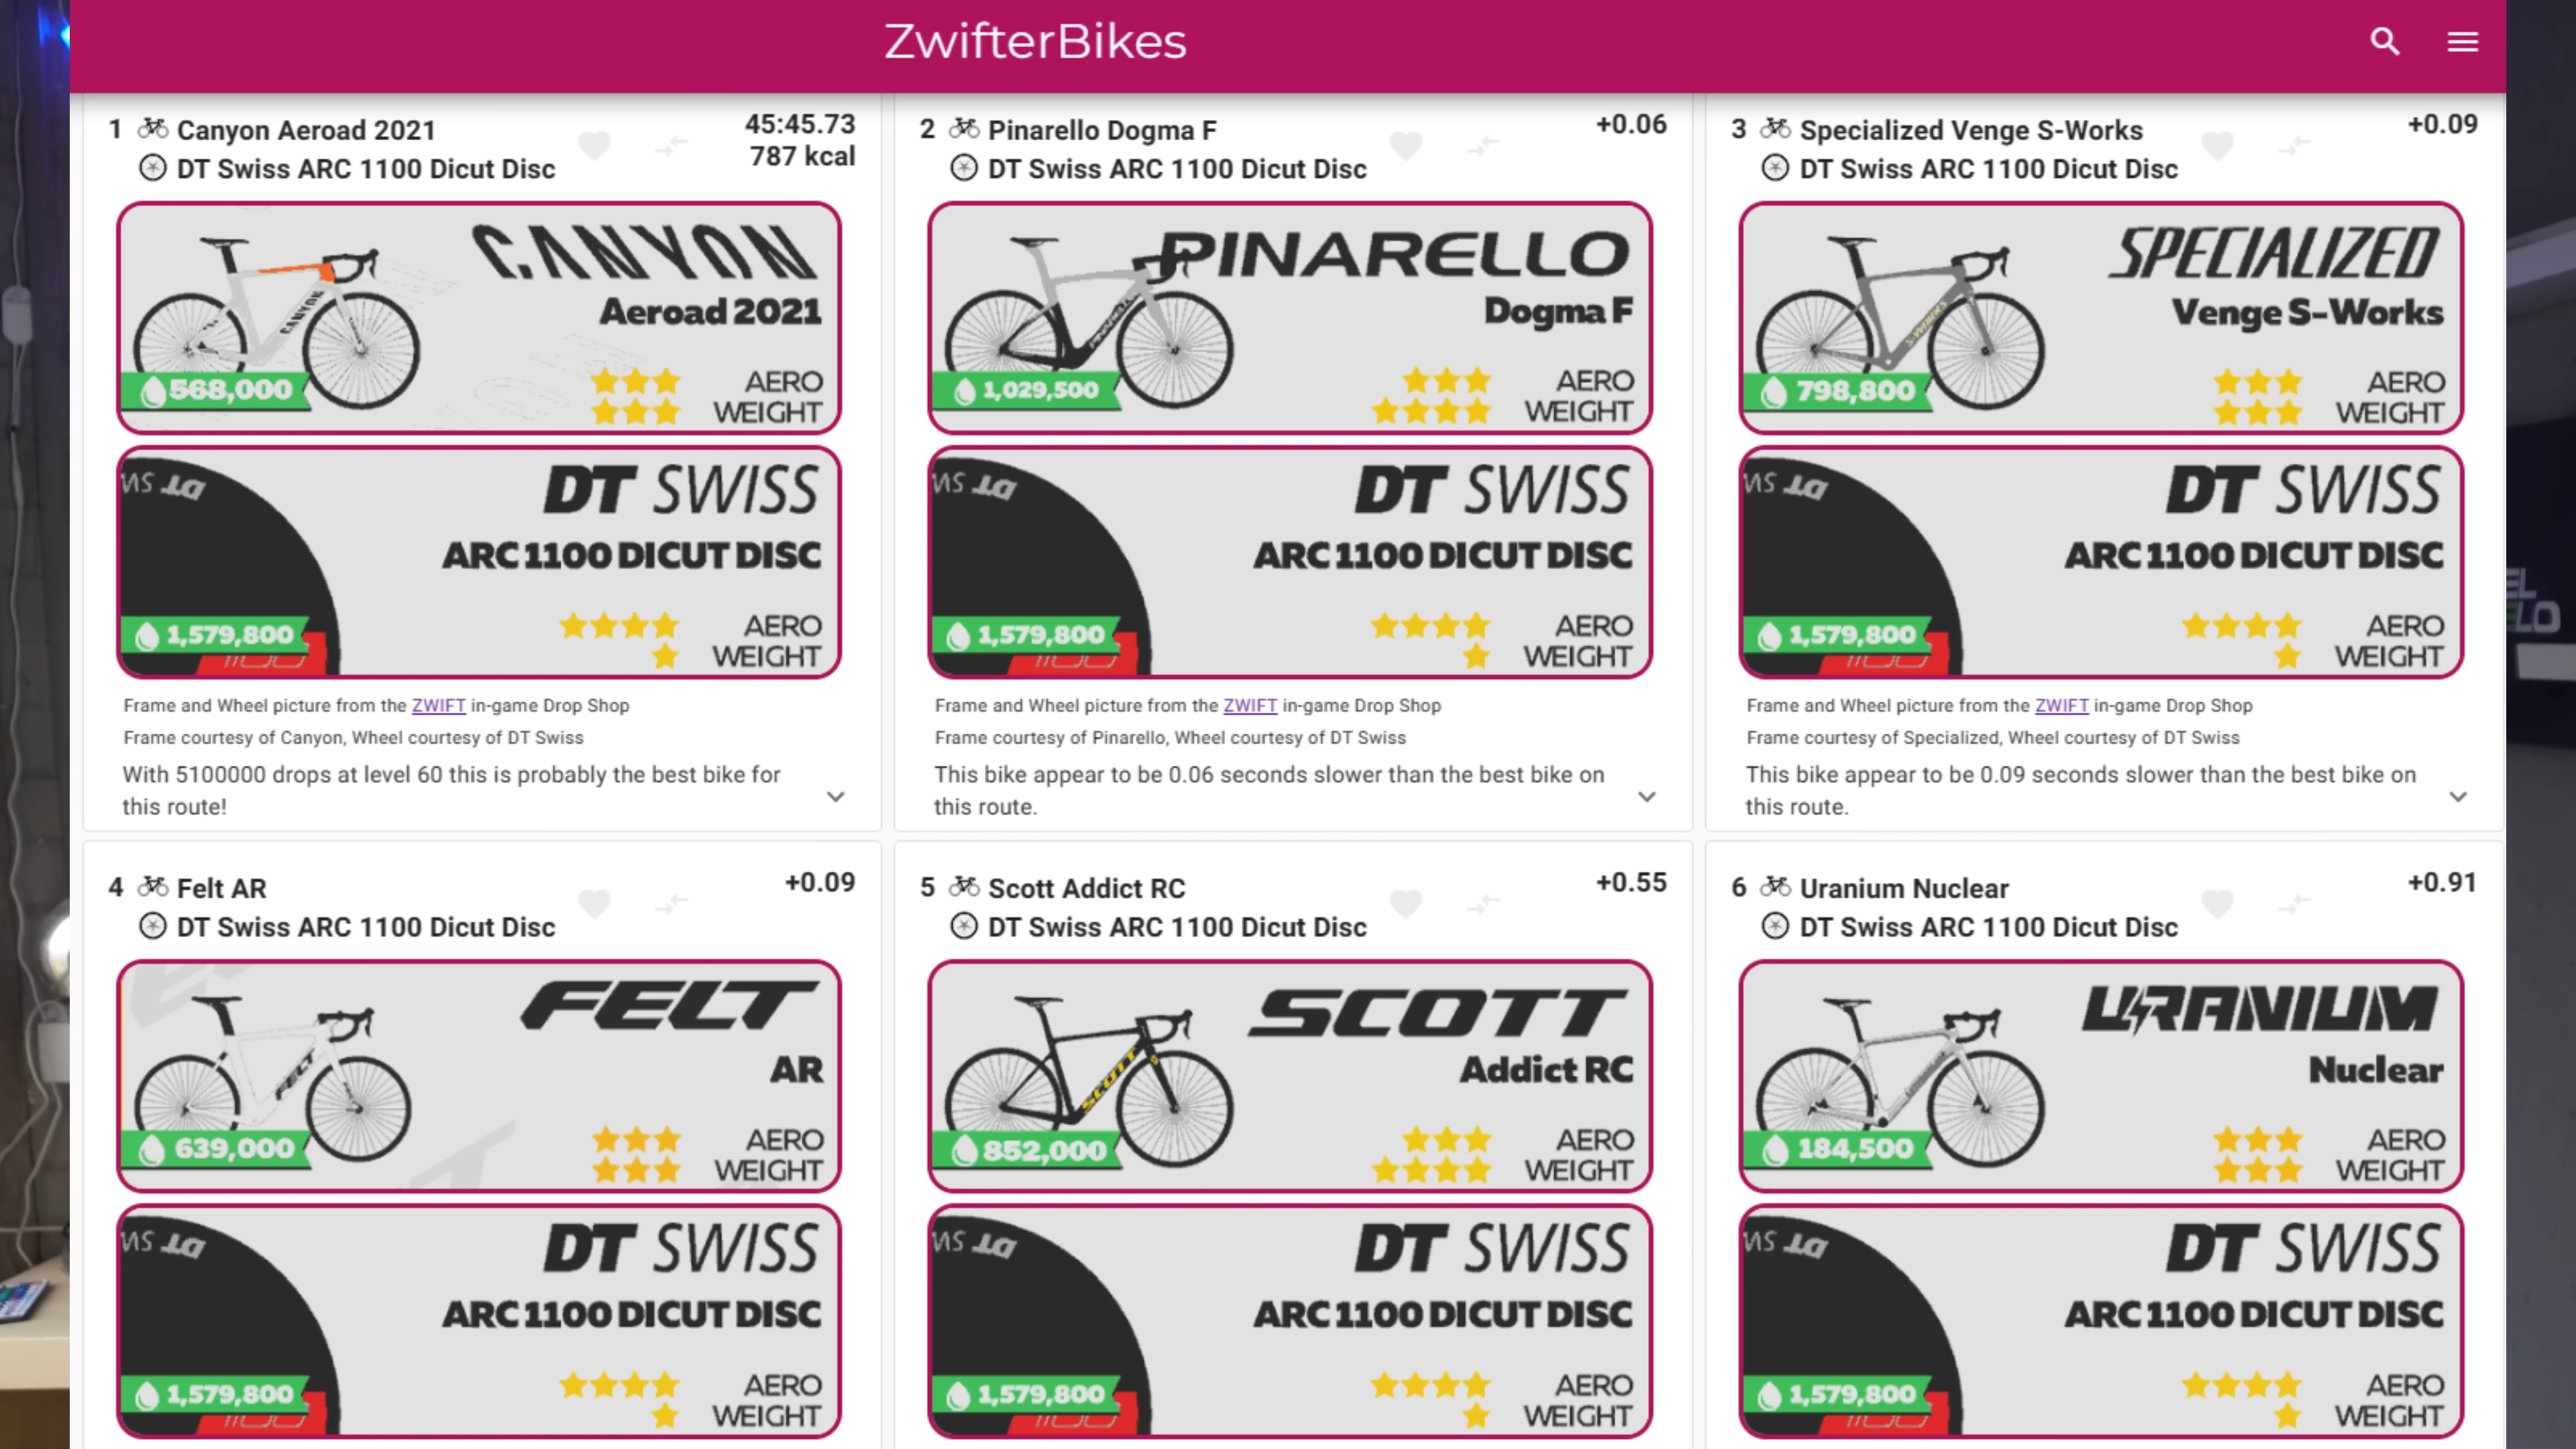 ZwifterBikes
1 Canyon Aeroad 2021 45:45.73
DT Swiss ARC 1100 Dicut Disc 787 kcal
CANYON
Aeroad 2021
CANYON
568,000
AERO
WEIGHT
DT SWISS
ARC 1100 DICUT DISC
1,579,800
AERO
WEIGHT
Frame and Wheel picture from the ZWIFT in-game Drop Shop
Frame courtesy of Canyon, Wheel courtesy of DT Swiss
With 5100000 drops at level 60 this is probably the best bike for
this route!
2 Pinarello Dogma F +0.06
DT Swiss ARC 1100 Dicut Disc
PINARELLO
Dogma F
1,029,500
AERO
WEIGHT
DT SWISS
ARC 1100 DICUT DISC
1,579,800
AERO
WEIGHT
Frame and Wheel picture from the ZWIFT in-game Drop Shop
Frame courtesy of Pinarello, Wheel courtesy of DT Swiss
This bike appear to be 0.06 seconds slower than the best bike on
this route.
3 Specialized Venge S-Works +0.09
DT Swiss ARC 1100 Dicut Disc
SPECIALIZED
Venge S-Works
798,800
AERO
WEIGHT
DT SWISS
ARC 1100 DICUT DISC
1,579,800
AERO
WEIGHT
Frame and Wheel picture from the ZWIFT in-game Drop Shop
Frame courtesy of Specialized, Wheel courtesy of DT Swiss
This bike appear to be 0.09 seconds slower than the best bike on
this route.
4 Felt AR +0.09
DT Swiss ARC 1100 Dicut Disc
FELT
AR
FELT
639,000
AERO
WEIGHT
DT SWISS
ARC 1100 DICUT DISC
1,579,800
AERO
WEIGHT
5 Scott Addict RC +0.55
DT Swiss ARC 1100 Dicut Disc
SCOTT
Addict RC
SCOTT
852,000
AERO
WEIGHT
DT SWISS
ARC 1100 DICUT DISC
1,579,800
AERO
WEIGHT
6 Uranium Nuclear +0.91
DT Swiss ARC 1100 Dicut Disc
URANIUM
Nuclear
184,500
AERO
WEIGHT
DT SWISS
ARC 1100 DICUT DISC
1,579,800
AERO
WEIGHT